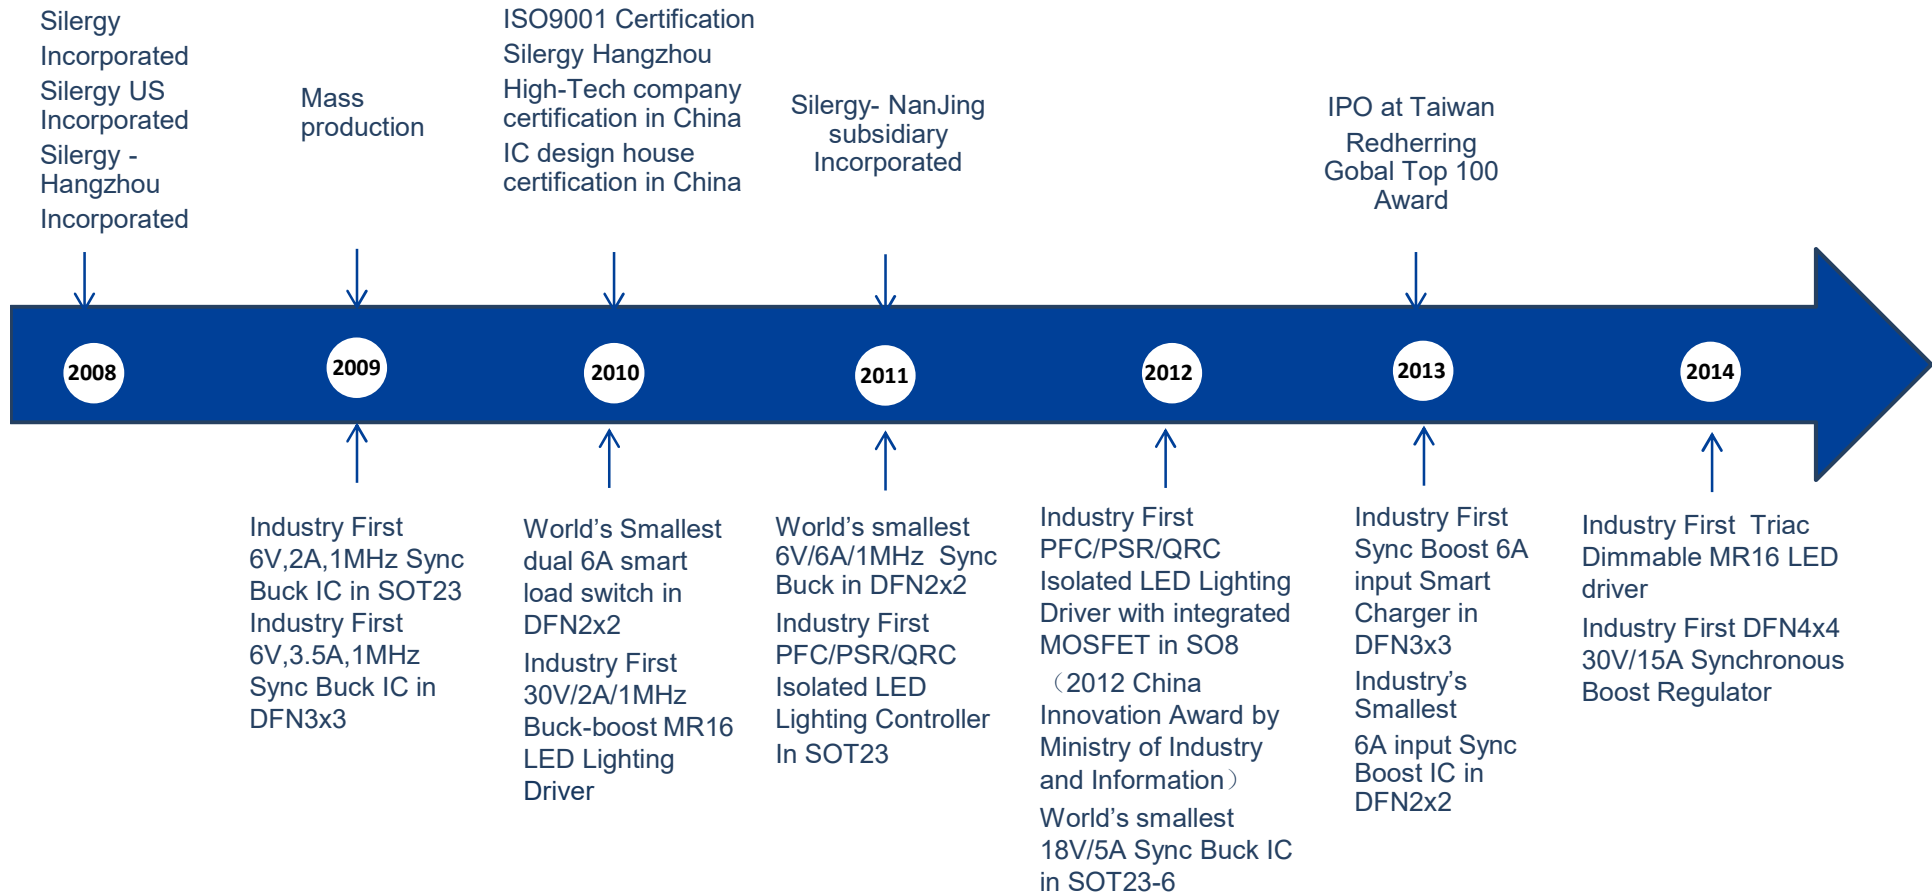 Silergy
Incorporated
Silergy US
Incorporated
Silergy -
Hangzhou
Incorporated
Mass
production
ISO9001 Certification
Silergy Hangzhou
High-Tech company
certification in China
IC design house
certification in China
Silergy- NanJing
subsidiary
Incorporated
IPO at Taiwan
Redherring
Gobal Top 100
Award
2008
2009
2010
2011
2012
2013
2014
Industry First
6V,2A,1MHz Sync
Buck IC in SOT23
Industry First
6V,3.5A,1MHz
Sync Buck IC in
DFN3x3
World’s Smallest
dual 6A smart
load switch in
DFN2x2
Industry First
30V/2A/1MHz
Buck-boost MR16
LED Lighting
Driver
World’s smallest
6V/6A/1MHz Sync
Buck in DFN2x2
Industry First
PFC/PSR/QRC
Isolated LED
Lighting Controller
In SOT23
Industry First
PFC/PSR/QRC
Isolated LED Lighting
Driver with integrated
MOSFET in SO8
（2012 China
Innovation Award by
Ministry of Industry
and Information）
World’s smallest
18V/5A Sync Buck IC
in SOT23-6
Industry First
Sync Boost 6A
input Smart
Charger in
DFN3x3
Industry’s
Smallest
6A input Sync
Boost IC in
DFN2x2
Industry First Triac
Dimmable MR16 LED
driver
Industry First DFN4x4
30V/15A Synchronous
Boost Regulator